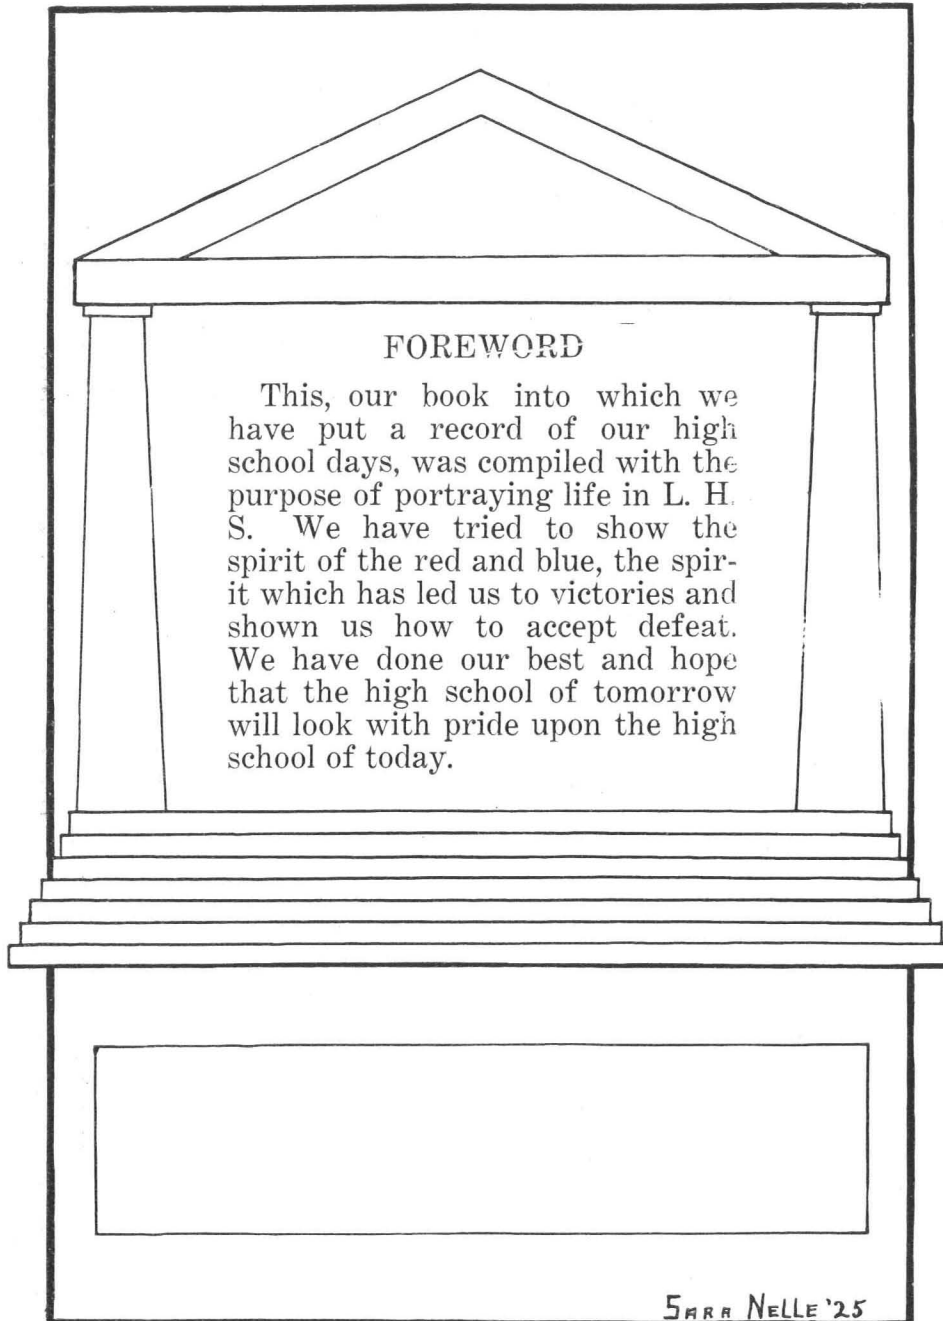 FOREWORD
This, our book into which we
have put a record of our high
school days, was compiled with the
purpose of portraying life in L. H.
S. We have tried to show the
spirit of the red and blue, the spir-
it which has led us to victories and
shown us how to accept defeat.
We have done our best and hope
that the high school of tomorrow
will look with pride upon the high
school of today.
SARA NELLE '25